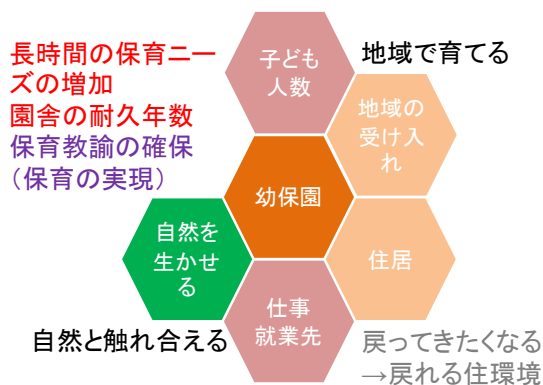 長時間の保育ニー
ズの増加
園舎の耐久年数
保育教諭の確保
（保育の実現）
子ども
人数
地域で育てる
地域の
受け入
れ
幼保園
自然を
生かせ
る
住居
仕事
就業先
自然と触れ合える
戻ってきたくなる
→戻れる住環境